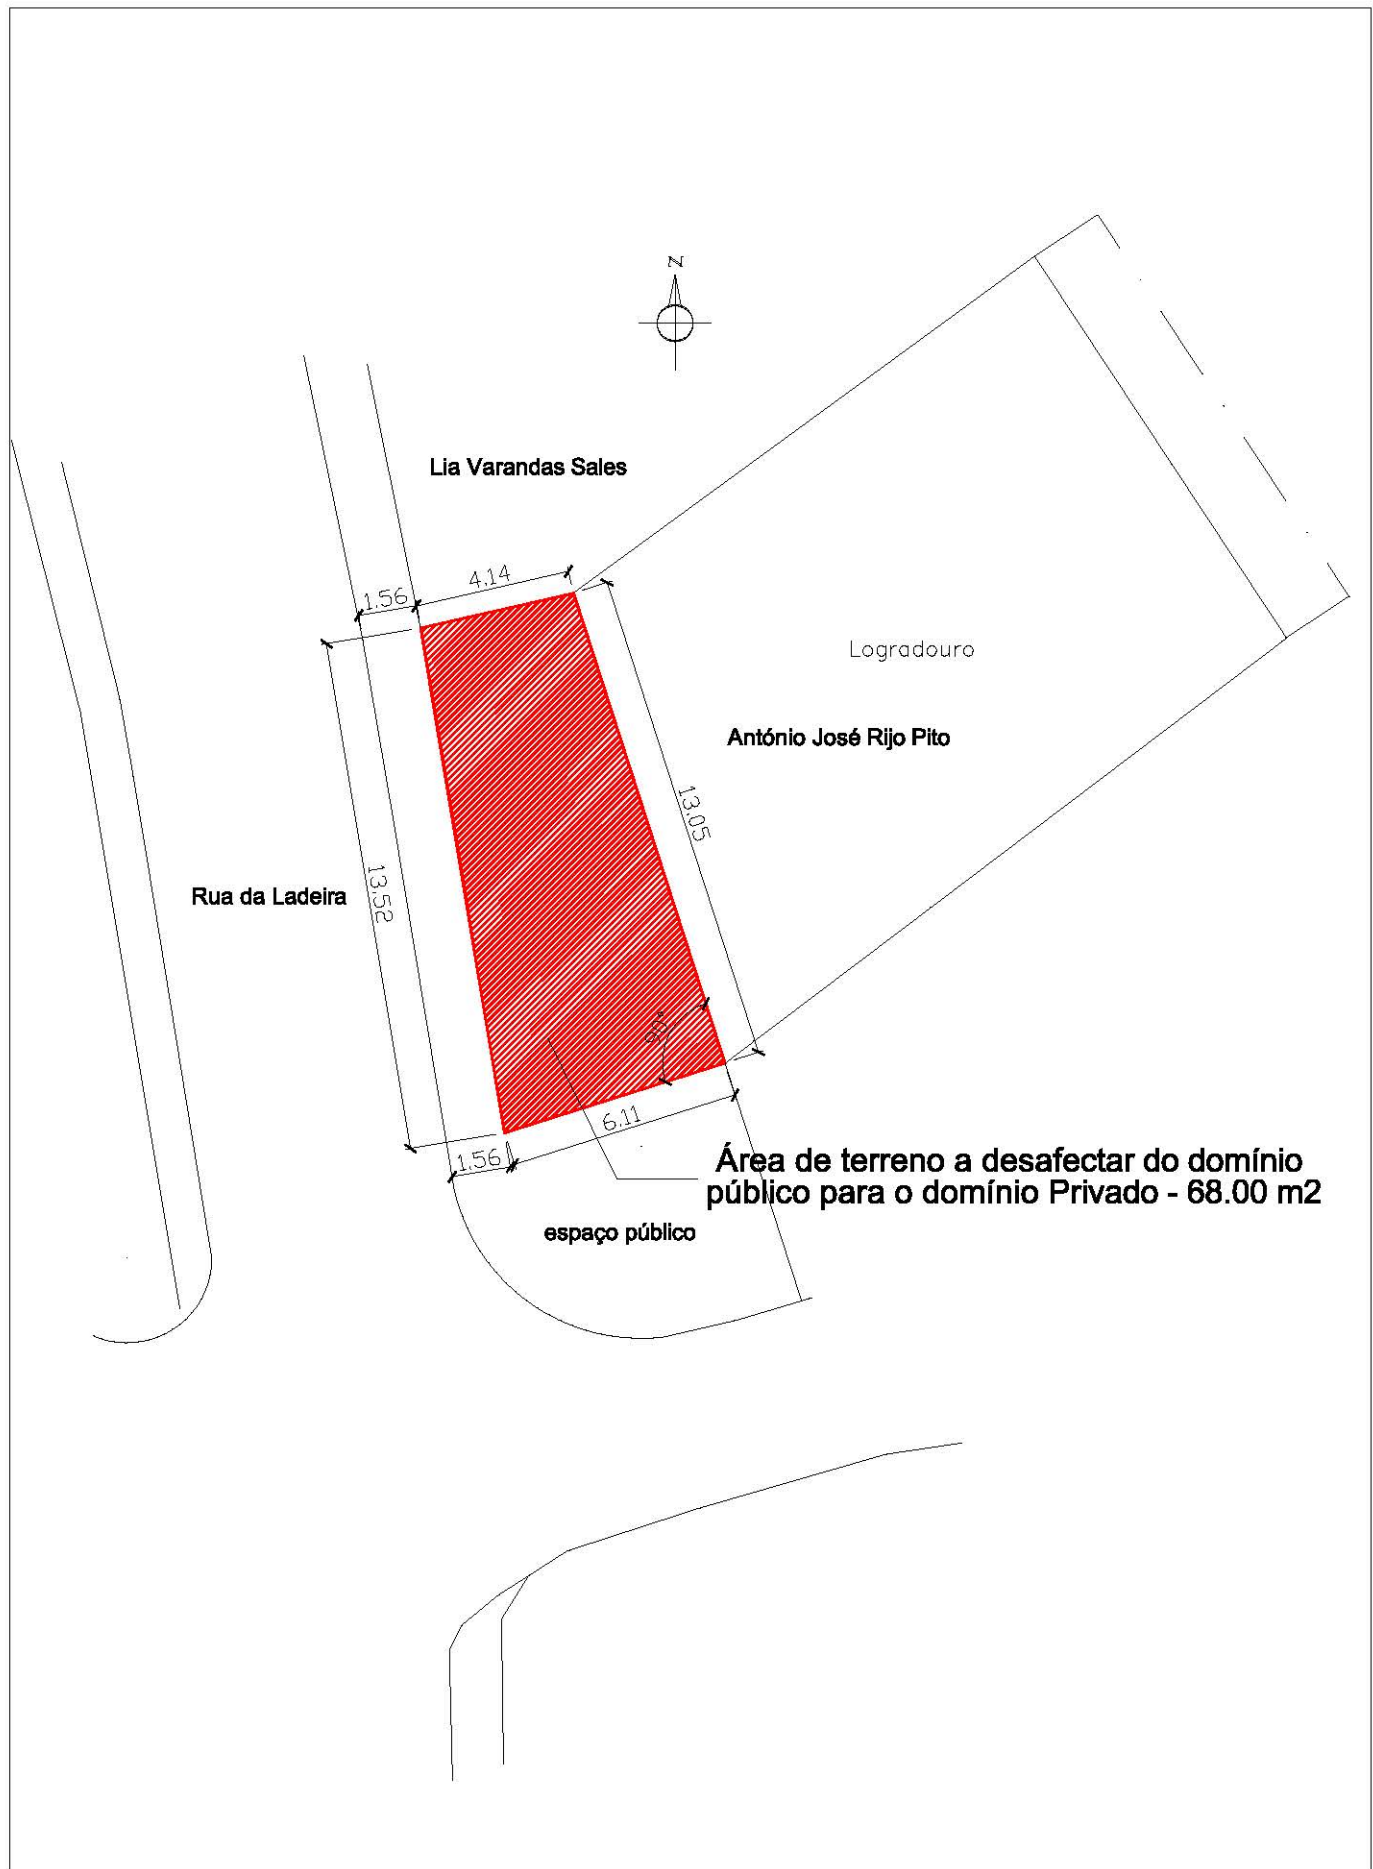 N
Lia Varandas Sales
4.14
1.56
Logradouro
António José Rijo Pito
13.05
Rua da Ladeira
13.52
90°
6.11
1.56
Área de terreno a desafectar do domínio
público para o domínio Privado - 68.00 m2
espaço público